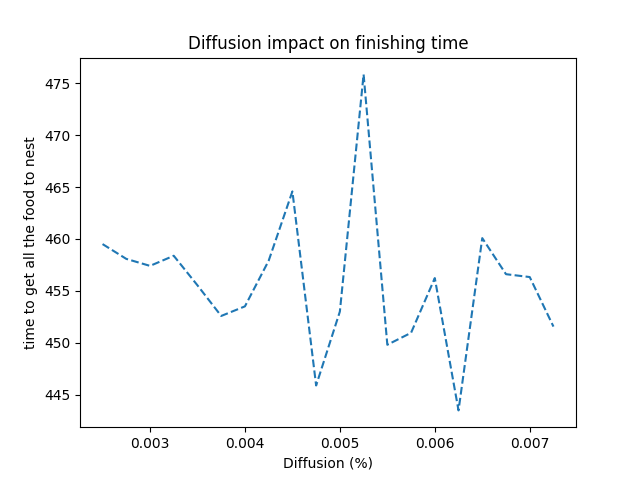 Diffusion impact on finishing time
time to get all the food to nest
475
470
465
460
455
450
445
0.003 0.004 0.005 0.006 0.007
Diffusion (%)